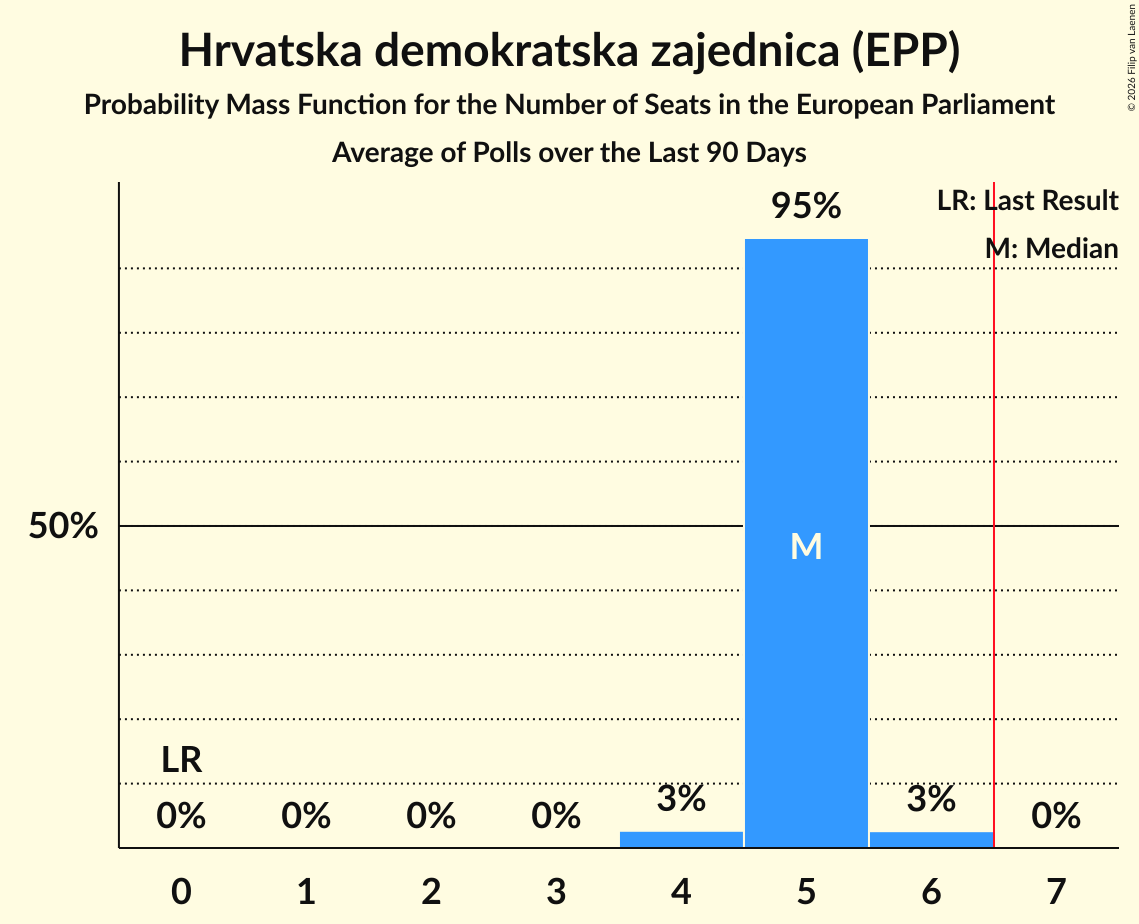 Hrvatska demokratska zajednica (EPP)
Probability Mass Function for the Number of Seats in the European Parliament
Average of Polls over the Last 90 Days
© 2026 Filip van Laenen
LR: Last Result
M: Median
95%
50%
M
LR
0% 0% 0% 0% 3% 3% 0%
0 1 2 3 4 5 6 7